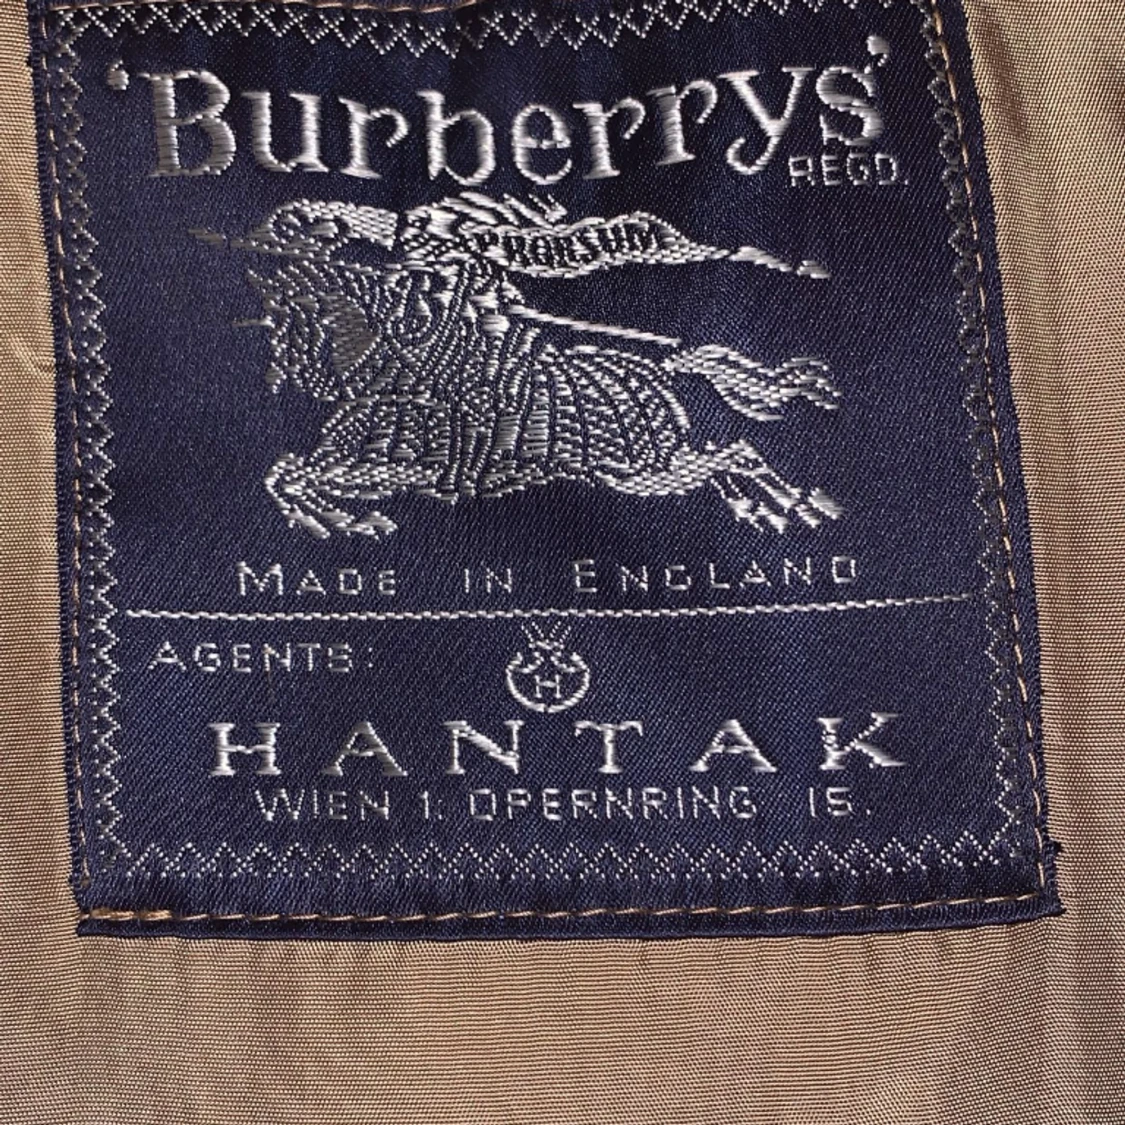 'Burberrys'
REGD.
PRORSUM
B
MADE IN ENGLAND
AGENTS:
H
HANTAK
WIEN 1. OPERNRING 15.